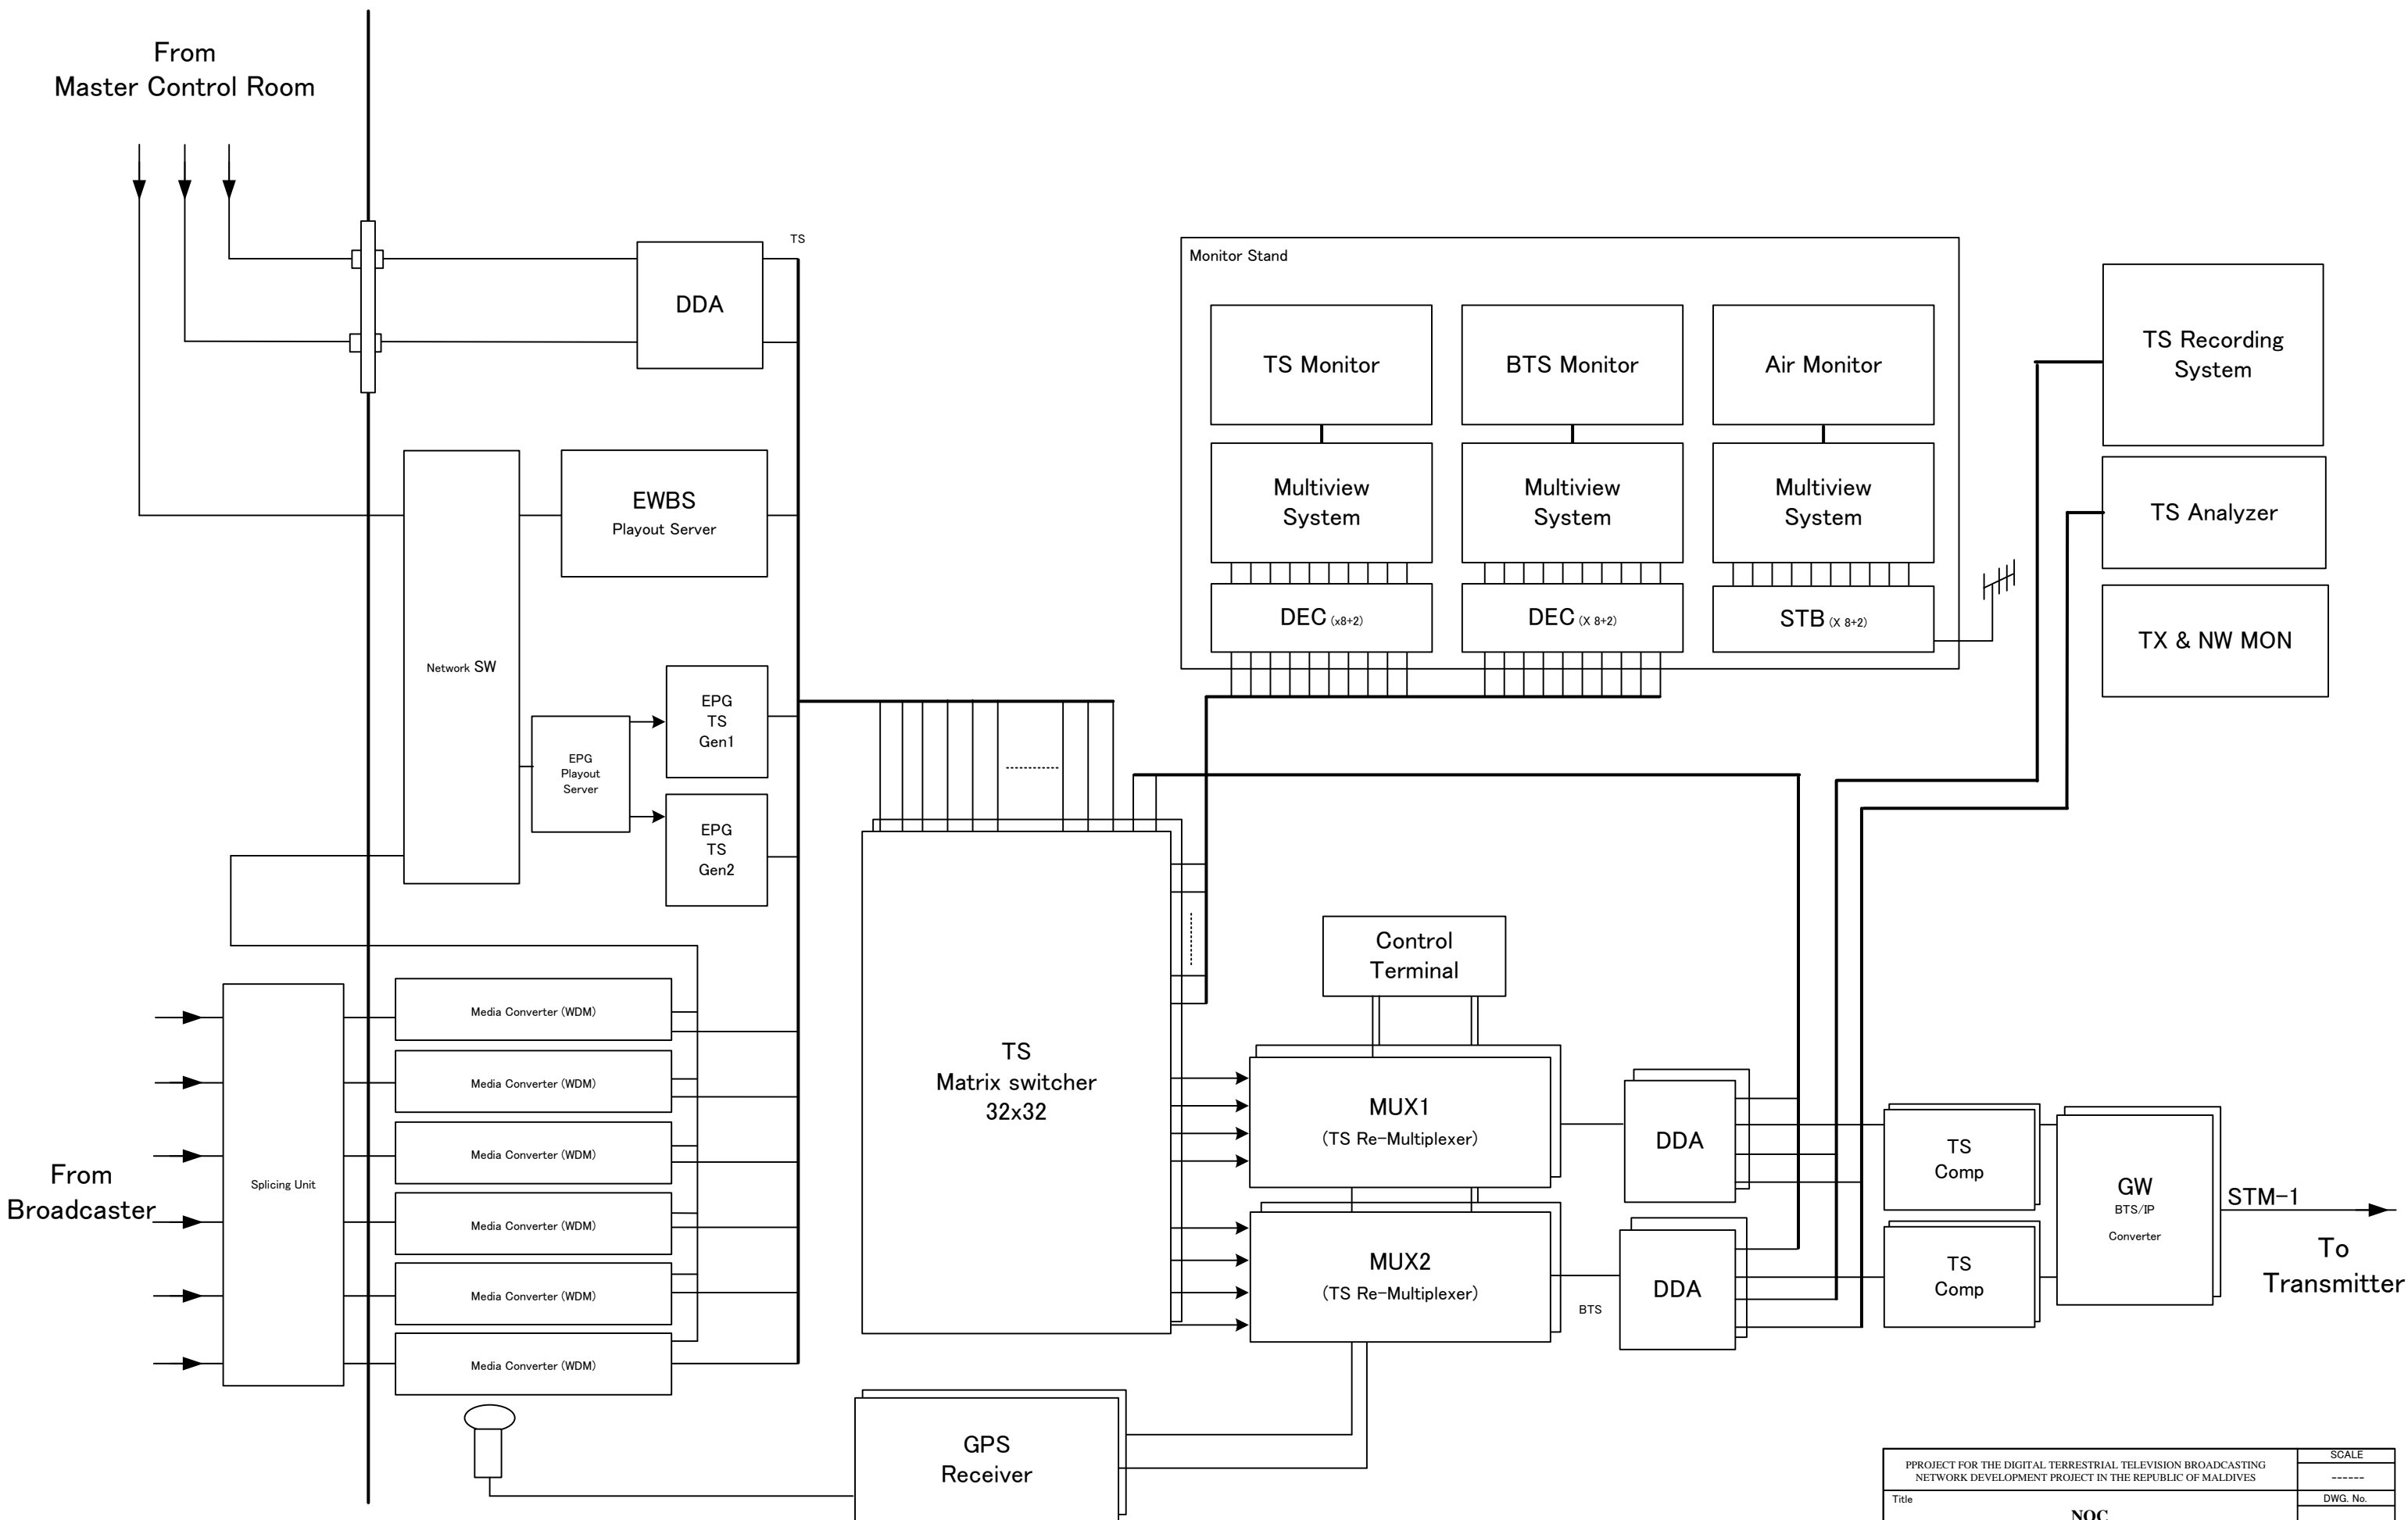 From
Master Control Room
TS
DDA
Monitor Stand
TS Monitor
BTS Monitor
Air Monitor
Multiview
System
Multiview
System
Multiview
System
DEC (x8+2)
DEC (X 8+2)
STB (X 8+2)
TS Recording
System
TS Analyzer
TX & NW MON
EWBS
Playout Server
Network SW
EPG
Playout
Server
EPG
TS
Gen1
EPG
TS
Gen2
From
Broadcaster
Splicing Unit
Media Converter (WDM)
Media Converter (WDM)
Media Converter (WDM)
Media Converter (WDM)
Media Converter (WDM)
Media Converter (WDM)
TS
Matrix switcher
32x32
Control
Terminal
MUX1
(TS Re-Multiplexer)
MUX2
(TS Re-Multiplexer)
BTS
DDA
DDA
TS
Comp
TS
Comp
GW
BTS/IP
Converter
STM-1
To
Transmitter
GPS
Receiver
PPROJECT FOR THE DIGITAL TERRESTRIAL TELEVISION BROADCASTING
NETWORK DEVELOPMENT PROJECT IN THE REPUBLIC OF MALDIVES
SCALE
------
Title
NOC
DWG. No.